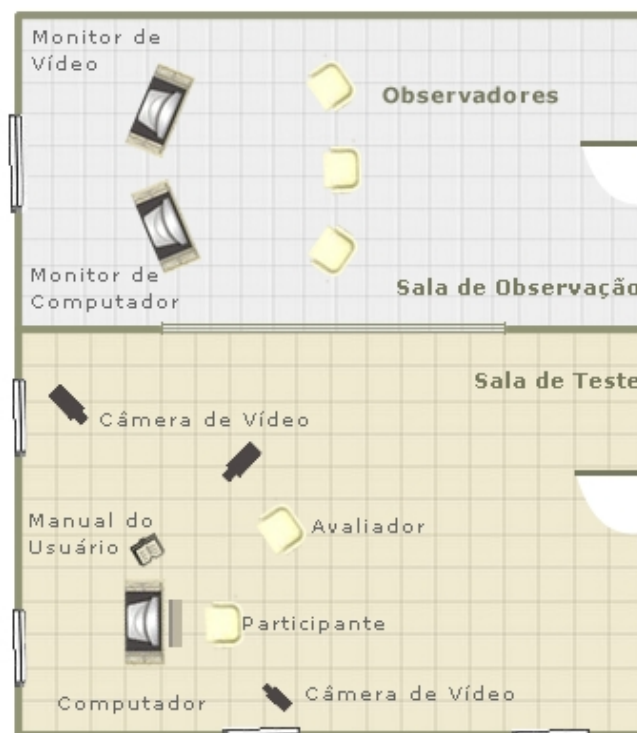 Monitor de
Vídeo
Observadores
Monitor de
Computador
Sala de Observação
Sala de Teste
Câmera de Vídeo
Manual do
Usuário
Avaliador
Participante
Computador
Câmera de Vídeo